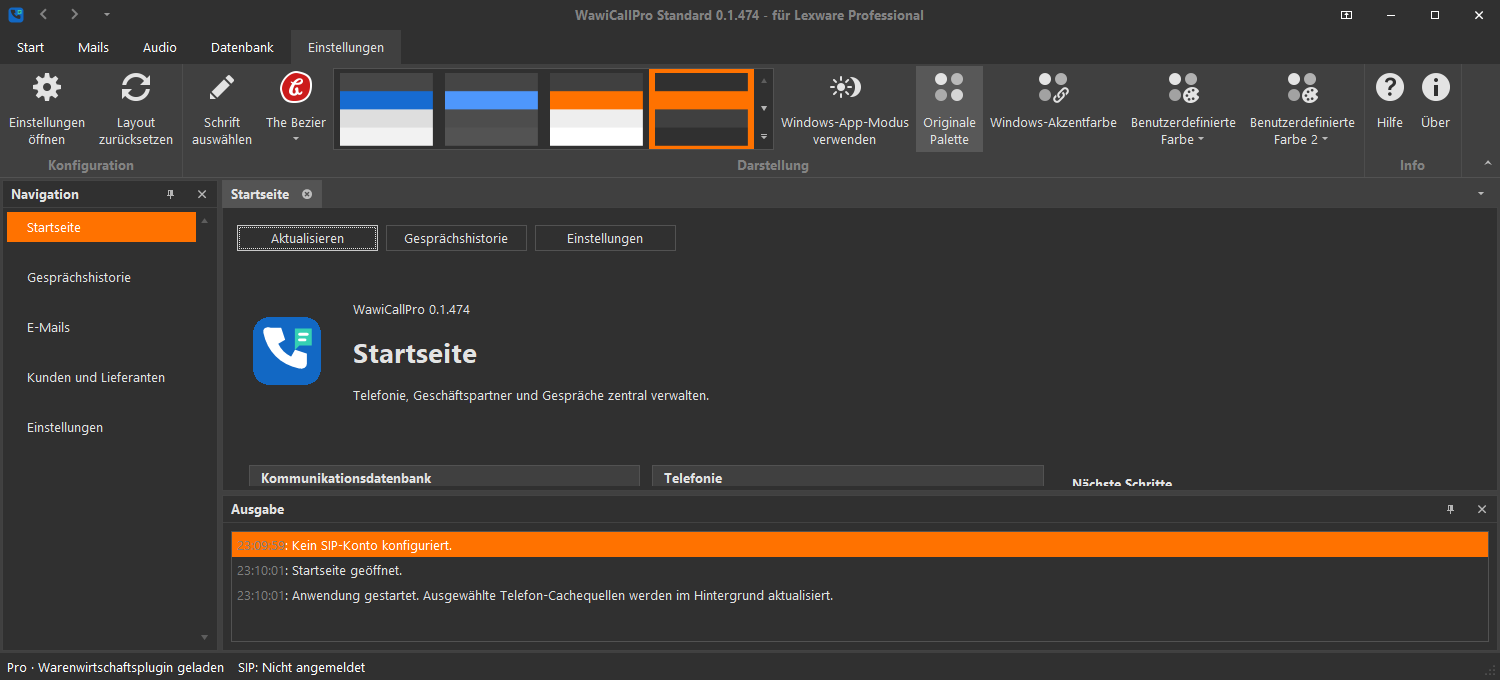 WawiCallPro Standard 0.1.474 - für Lexware Professional
Start Mails Audio Datenbank Einstellungen
Einstellungen öffnen
Layout zurücksetzen
Schrift auswählen
The Bezier
Windows-App-Modus verwenden
Originale Palette
Windows-Akzentfarbe
Benutzerdefinierte Farbe
Benutzerdefinierte Farbe 2
Hilfe
Über
Konfiguration
Darstellung
Info
Navigation
Startseite
Gesprächshistorie
E-Mails
Kunden und Lieferanten
Einstellungen
Startseite
Aktualisieren Gesprächshistorie Einstellungen
WawiCallPro 0.1.474
Startseite
Telefonie, Geschäftspartner und Gespräche zentral verwalten.
Kommunikationsdatenbank
Telefonie
Nächste Schritte
Ausgabe
23:09:59: Kein SIP-Konto konfiguriert.
23:10:01: Startseite geöffnet.
23:10:01: Anwendung gestartet. Ausgewählte Telefon-Cachequellen werden im Hintergrund aktualisiert.
Pro · Warenwirtschaftsplugin geladen SIP: Nicht angemeldet